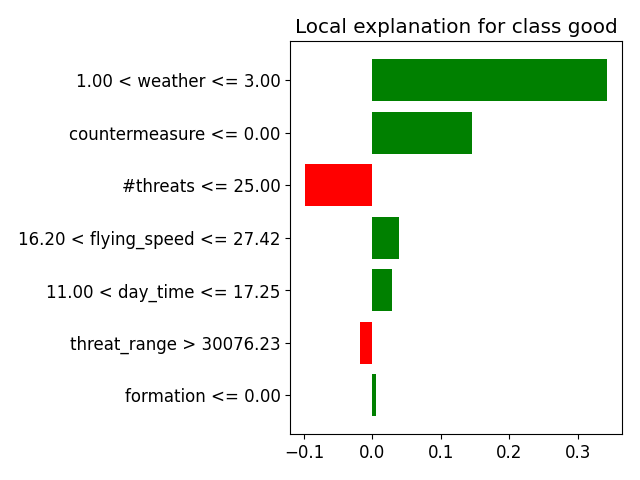 Local explanation for class good
1.00 < weather <= 3.00
countermeasure <= 0.00
#threats <= 25.00
16.20 < flying_speed <= 27.42
11.00 < day_time <= 17.25
threat_range > 30076.23
formation <= 0.00
−0.1 0.0 0.1 0.2 0.3